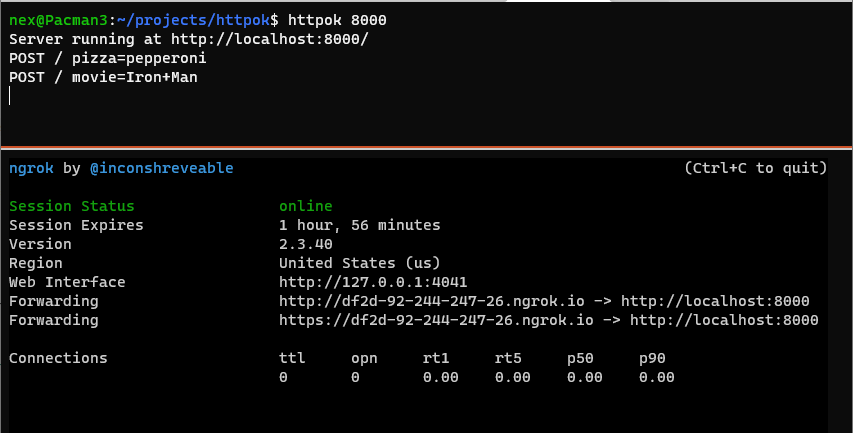 nex@Pacman3:~/projects/httpok$ httpok 8000
Server running at http://localhost:8000/
POST / pizza=pepperoni
POST / movie=Iron+Man
ngrok by @inconshreveable (Ctrl+C to quit)
Session Status online
Session Expires 1 hour, 56 minutes
Version 2.3.40
Region United States (us)
Web Interface http://127.0.0.1:4041
Forwarding http://df2d-92-244-247-26.ngrok.io -> http://localhost:8000
Forwarding https://df2d-92-244-247-26.ngrok.io -> http://localhost:8000
Connections ttl opn rt1 rt5 p50 p90
0 0 0.00 0.00 0.00 0.00